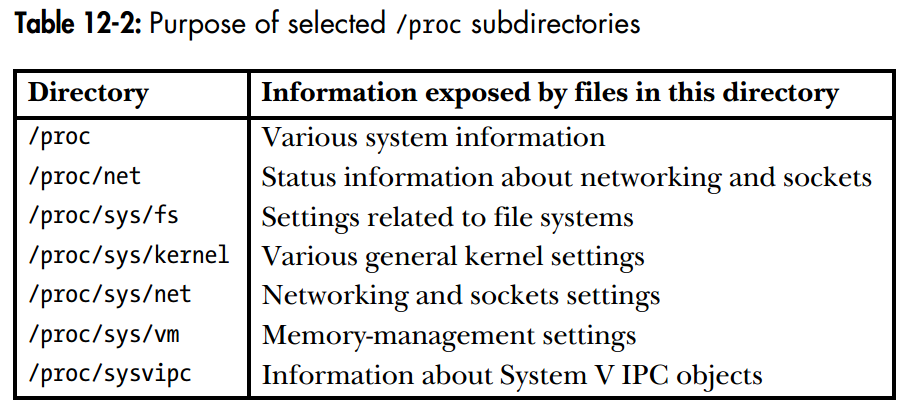 Table 12-2: Purpose of selected /proc subdirectories
Directory Information exposed by files in this directory
/proc Various system information
/proc/net Status information about networking and sockets
/proc/sys/fs Settings related to file systems
/proc/sys/kernel Various general kernel settings
/proc/sys/net Networking and sockets settings
/proc/sys/vm Memory-management settings
/proc/sysvipc Information about System V IPC objects